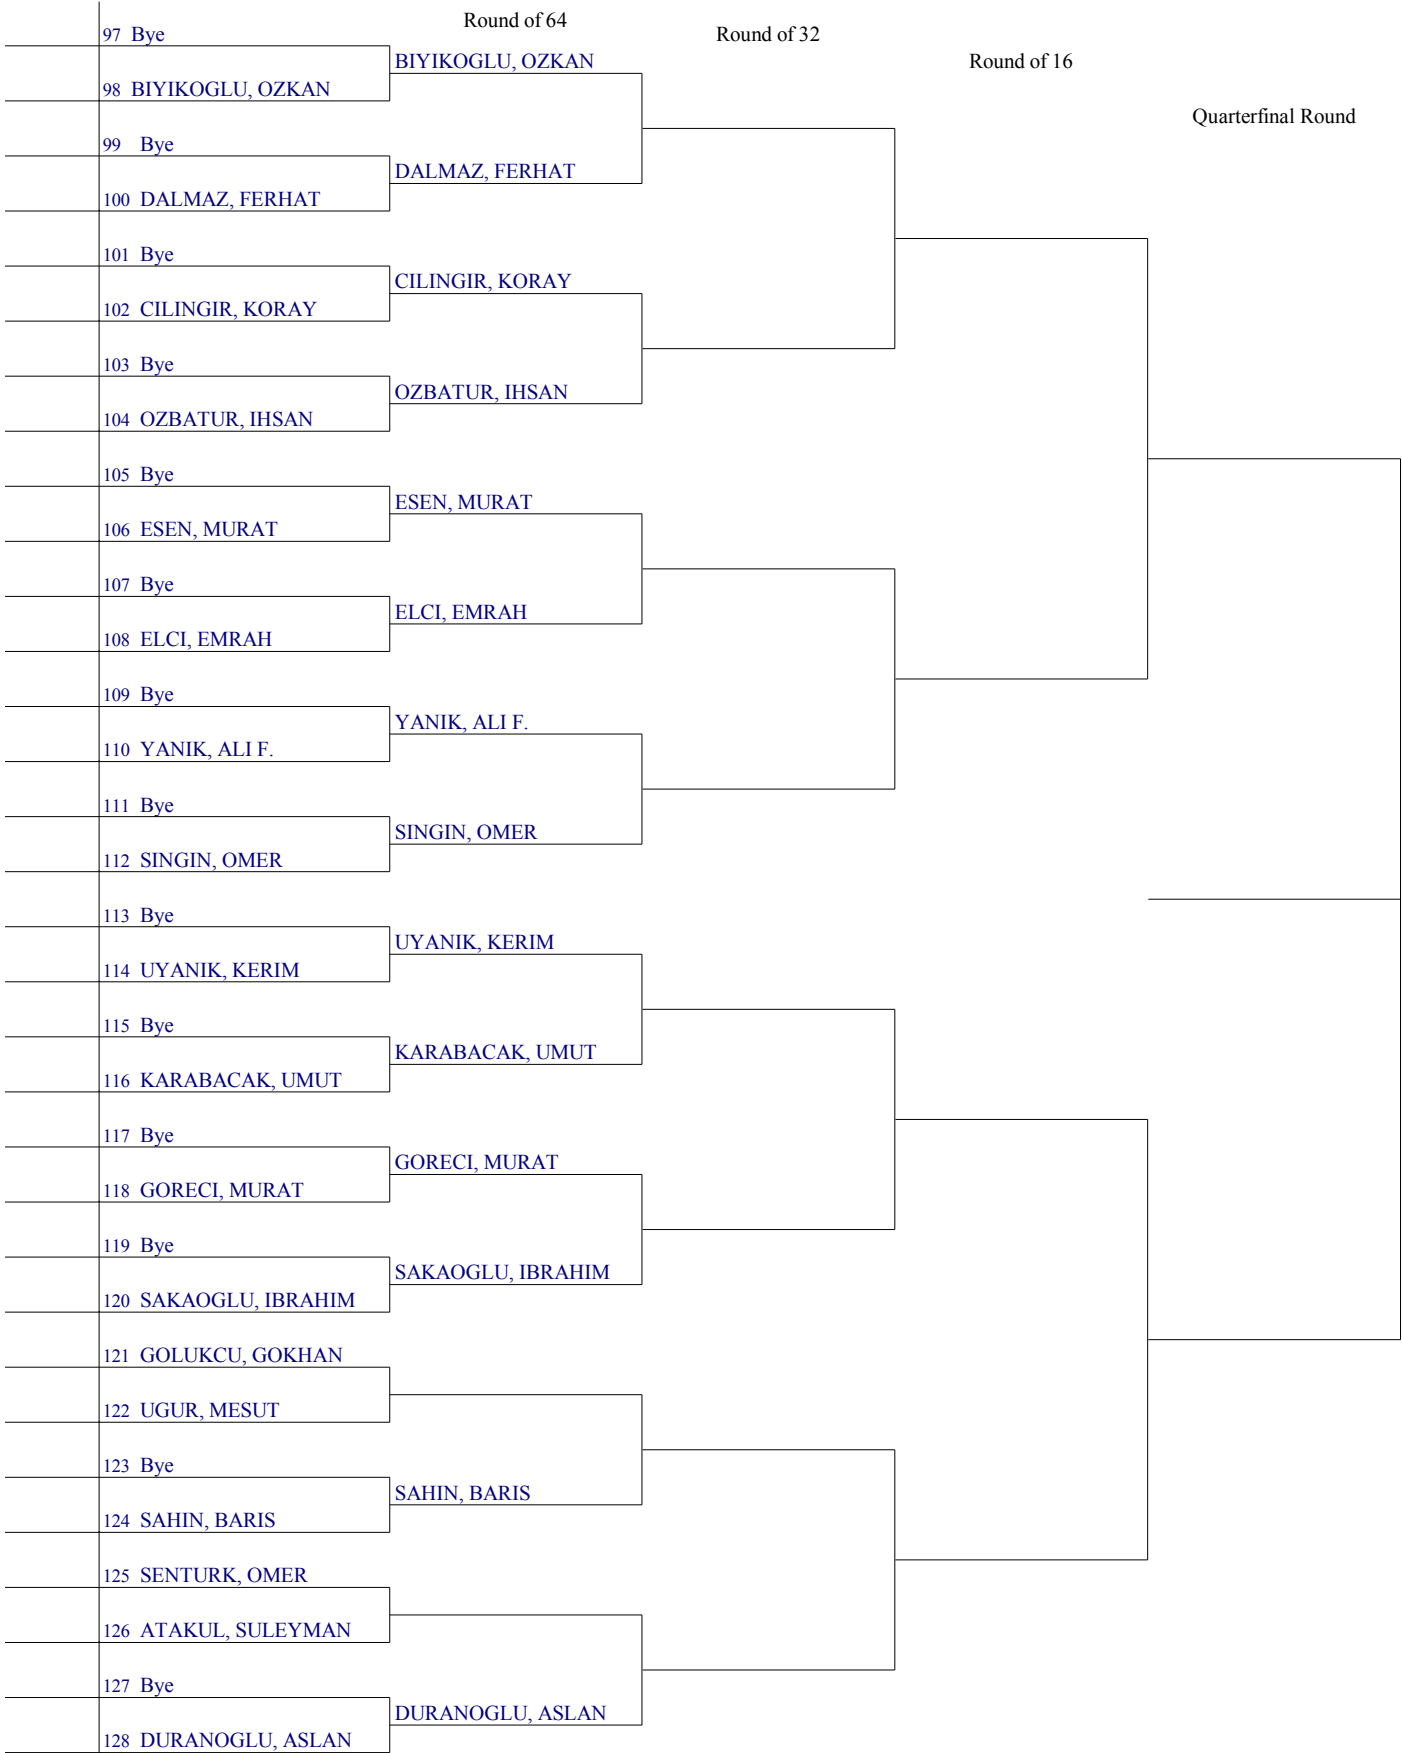 Round of 64
Round of 32
Round of 16
Quarterfinal Round
97 Bye
98 BIYIKOGLU, OZKAN
99 Bye
100 DALMAZ, FERHAT
101 Bye
102 CILINGIR, KORAY
103 Bye
104 OZBATUR, IHSAN
105 Bye
106 ESEN, MURAT
107 Bye
108 ELCI, EMRAH
109 Bye
110 YANIK, ALI F.
111 Bye
112 SINGIN, OMER
113 Bye
114 UYANIK, KERIM
115 Bye
116 KARABACAK, UMUT
117 Bye
118 GORECI, MURAT
119 Bye
120 SAKAOGLU, IBRAHIM
121 GOLUKCU, GOKHAN
122 UGUR, MESUT
123 Bye
124 SAHIN, BARIS
125 SENTURK, OMER
126 ATAKUL, SULEYMAN
127 Bye
128 DURANOGLU, ASLAN
BIYIKOGLU, OZKAN
DALMAZ, FERHAT
CILINGIR, KORAY
OZBATUR, IHSAN
ESEN, MURAT
ELCI, EMRAH
YANIK, ALI F.
SINGIN, OMER
UYANIK, KERIM
KARABACAK, UMUT
GORECI, MURAT
SAKAOGLU, IBRAHIM
SAHIN, BARIS
DURANOGLU, ASLAN